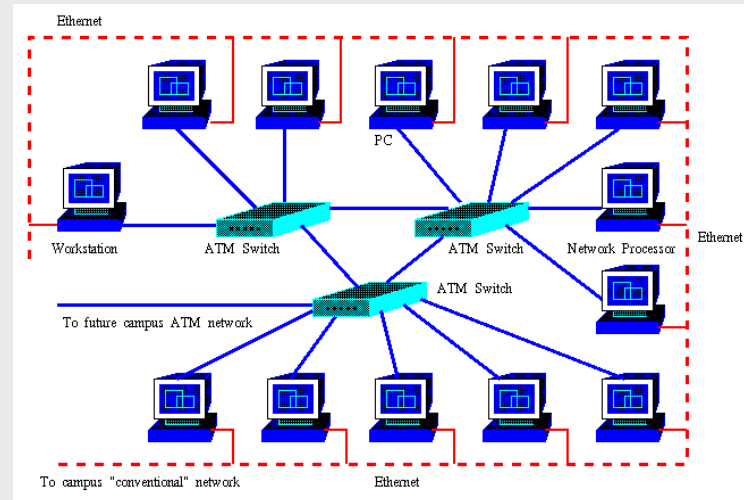 Ethernet
PC
Workstation
ATM Switch
ATM Switch
Network Processor
Ethernet
ATM Switch
To future campus ATM network
To campus "conventional" network
Ethernet